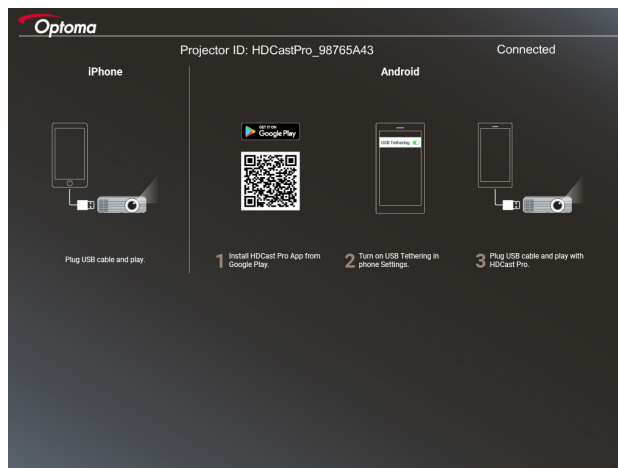 Optoma
Projector ID: HDCastPro_98765A43
Connected
iPhone
Android
GET IT ON
Google Play
USB Tethering
Plug USB cable and play.
1 Install HDCast Pro App from
Google Play.
2 Turn on USB Tethering in
phone Settings.
3 Plug USB cable and play with
HDCast Pro.